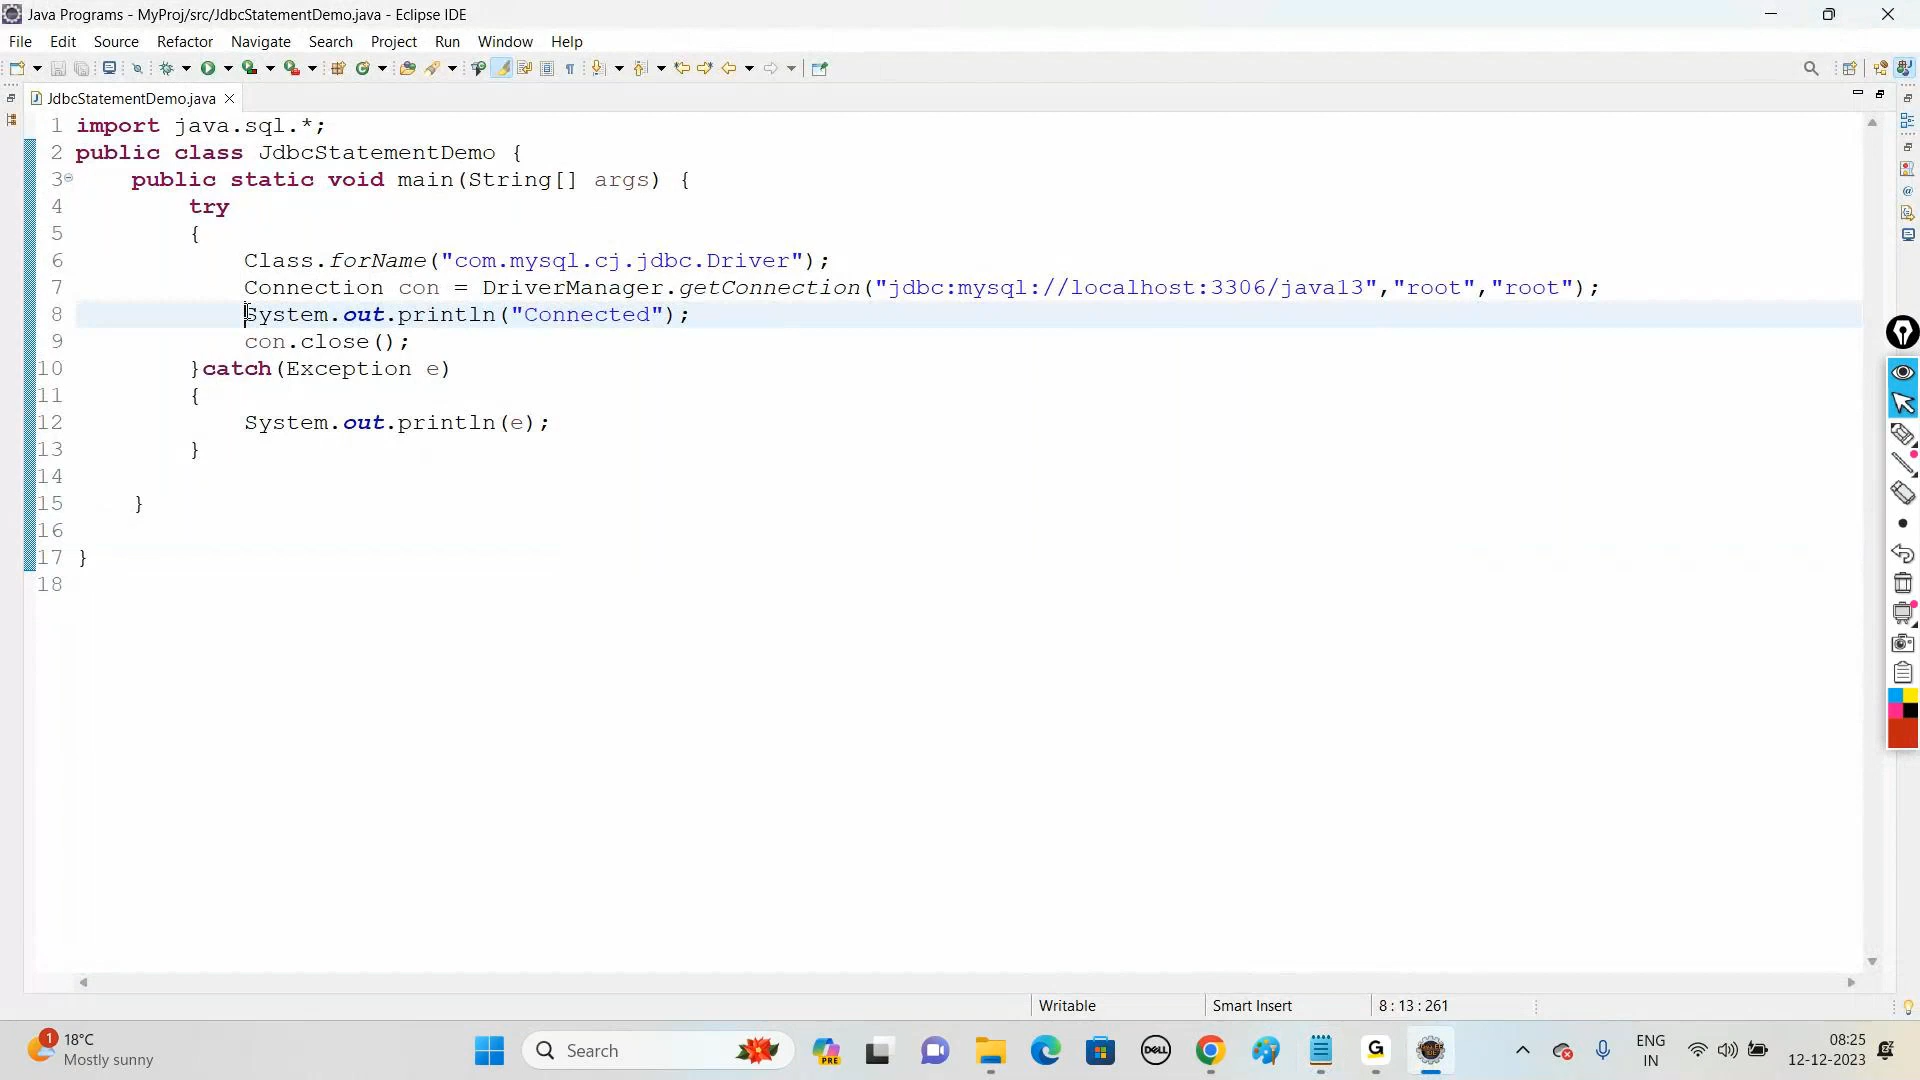 Java Programs - MyProj/src/JdbcStatementDemo.java - Eclipse IDE
File Edit Source Refactor Navigate Search Run Project Window Help
JdbcStatementDemo.java
1 import java.sql.*;
2 public class JdbcStatementDemo {
3 public static void main(String[] args) {
4 try
5 {
6 Class.forName("com.mysql.cj.jdbc.Driver");
7 Connection con = DriverManager.getConnection("jdbc:mysql://localhost:3306/java13","root","root");
8 System.out.println("Connected");
9 con.close();
10 }catch(Exception e)
11 {
12 System.out.println(e);
13 }
14
15 }
16
17 }
18
Writable Smart Insert 8 : 13 : 261
1 18°C
Mostly sunny
Search
PRE
DELL
G
ENG
IN
08:25
12-12-2023